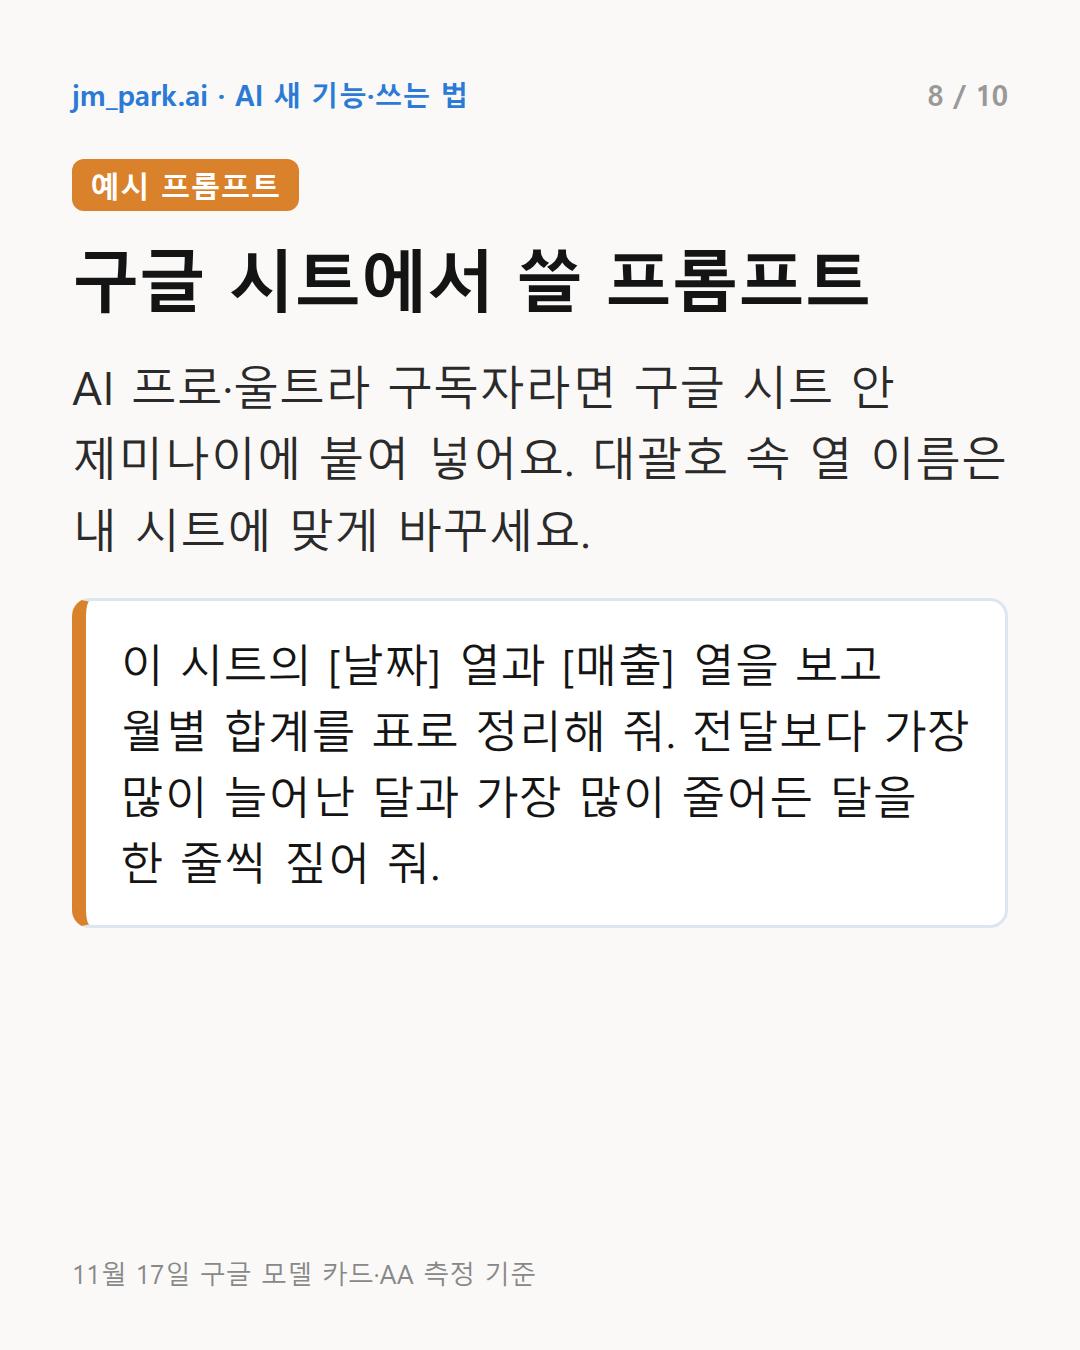 jm_park.ai · AI 새 기능·쓰는 법
8 / 10
예시 프롬프트
구글 시트에서 쓸 프롬프트
AI 프로·울트라 구독자라면 구글 시트 안
제미나이에 붙여 넣어요. 대괄호 속 열 이름은
내 시트에 맞게 바꾸세요.
이 시트의 [날짜] 열과 [매출] 열을 보고
월별 합계를 표로 정리해 줘. 전달보다 가장
많이 늘어난 달과 가장 많이 줄어든 달을
한 줄씩 짚어 줘.
11월 17일 구글 모델 카드·AA 측정 기준